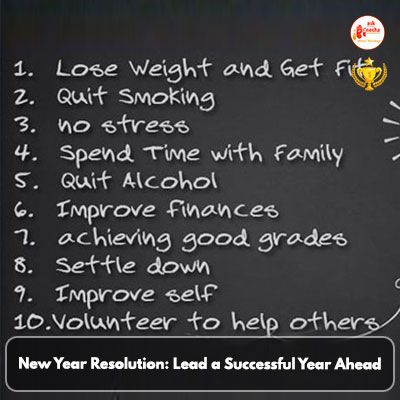 ask
Ganesha
1. Lose Weight and Get Fit
2. Quit Smoking
3. no stress
4. Spend Time with Family
5. Quit Alcohol
6. Improve finances
7. achieving good grades
8. Settle down
9. Improve self
10. Volunteer to help others
New Year Resolution: Lead a Successful Year Ahead